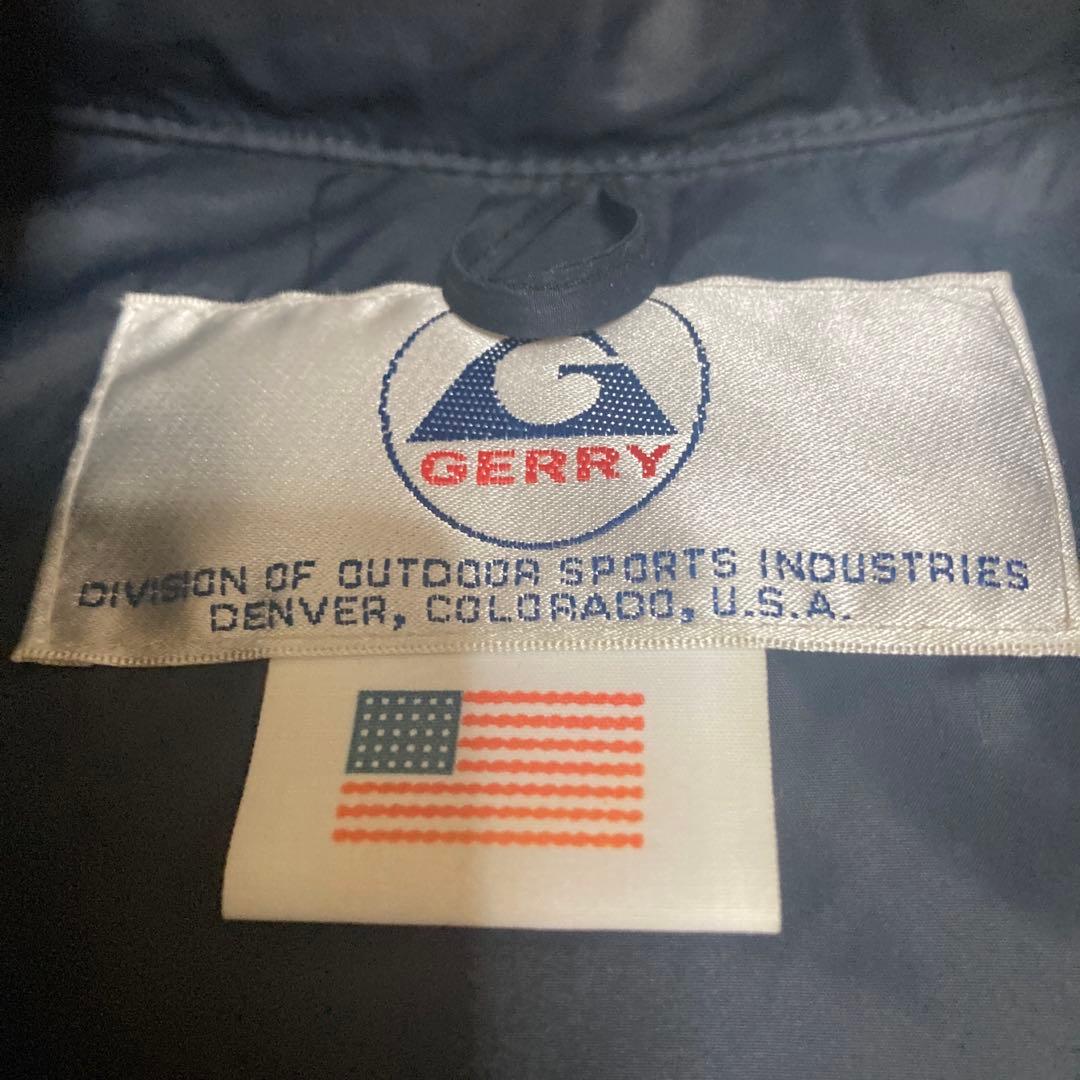 G
GERRY
DIVISION OF OUTDOOR SPORTS INDUSTRIES
DENVER, COLORADO, U.S.A.